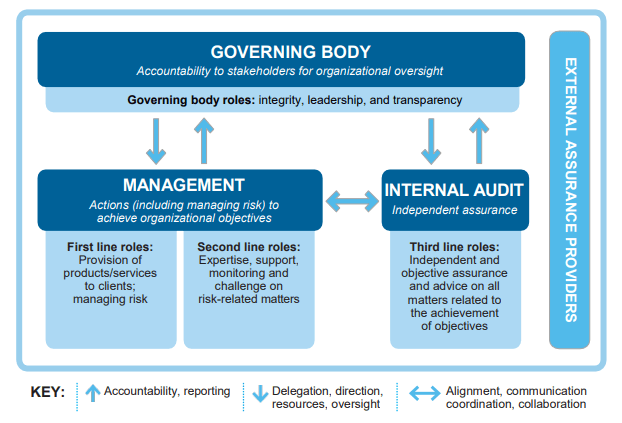 GOVERNING BODY
Accountability to stakeholders for organizational oversight
Governing body roles: integrity, leadership, and transparency
MANAGEMENT
Actions (including managing risk) to
achieve organizational objectives
First line roles:
Provision of
products/services
to clients;
managing risk
Second line roles:
Expertise, support,
monitoring and
challenge on
risk-related matters
INTERNAL AUDIT
Independent assurance
Third line roles:
Independent and
objective assurance
and advice on all
matters related to
the achievement
of objectives
EXTERNAL ASSURANCE PROVIDERS
KEY:
Accountability, reporting
Delegation, direction,
resources, oversight
Alignment, communication
coordination, collaboration